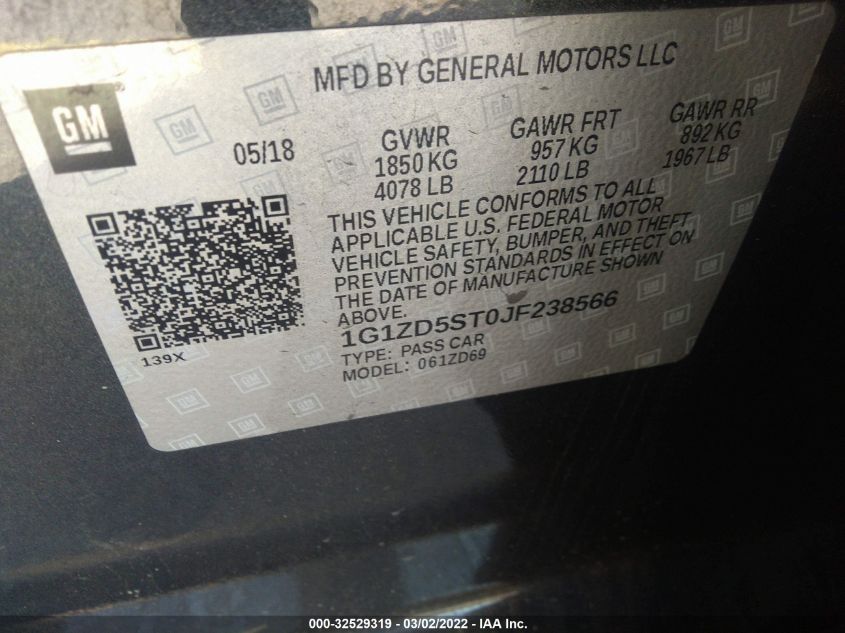 MFD BY GENERAL MOTORS LLC
GM
05/18
GVWR
1850 KG
4078 LB
GAWR FRT
957 KG
2110 LB
GAWR RR
892 KG
1967 LB
THIS VEHICLE CONFORMS TO ALL
APPLICABLE U.S. FEDERAL MOTOR
VEHICLE SAFETY, BUMPER, AND THEFT
PREVENTION STANDARDS IN EFFECT ON
THE DATE OF MANUFACTURE SHOWN
ABOVE.
1G1ZD5ST0JF238566
TYPE: PASS CAR
MODEL: 061ZD69
139X
000-32529319 - 03/02/2022 - IAA Inc.